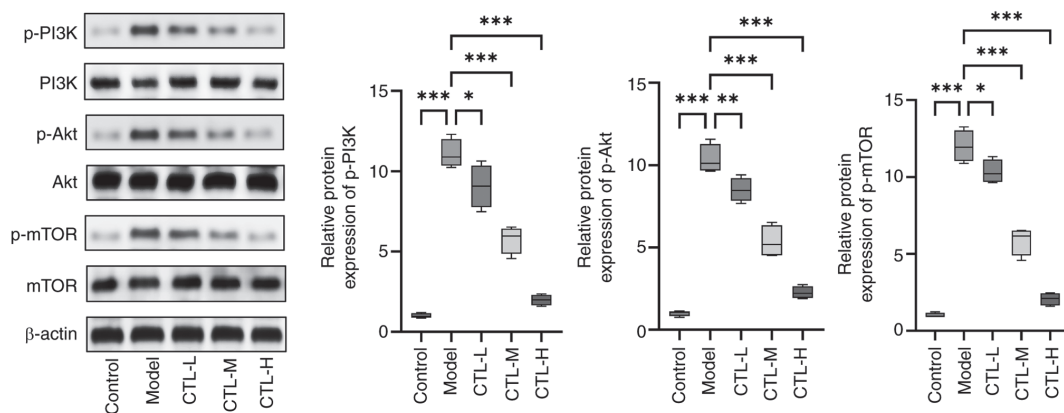 p-PI3K
PI3K
p-Akt
Akt
p-mTOR
mTOR
β-actin
Control
Model
CTL-L
CTL-M
CTL-H
Relative protein
expression of p-PI3K
15
10
5
0
***
***
***
*
Control
Model
CTL-L
CTL-M
CTL-H
Relative protein
expression of p-Akt
15
10
5
0
***
***
***
**
Control
Model
CTL-L
CTL-M
CTL-H
Relative protein
expression of p-mTOR
15
10
5
0
***
***
***
*
Control
Model
CTL-L
CTL-M
CTL-H